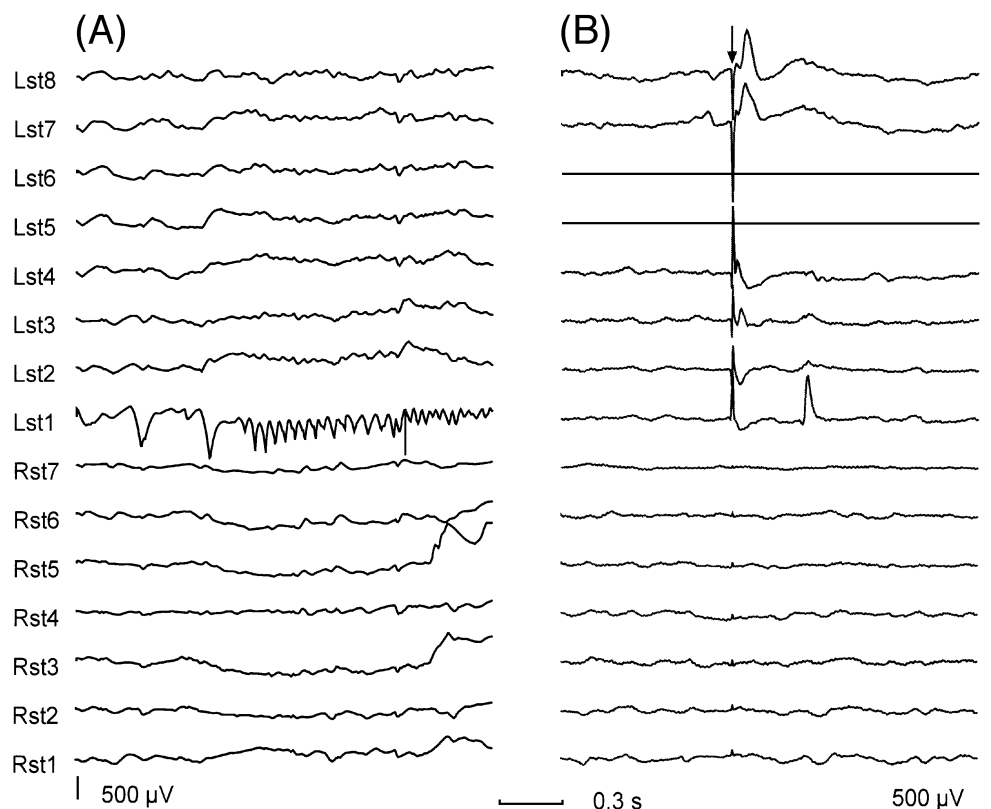 (A) (B)
Lst8
Lst7
Lst6
Lst5
Lst4
Lst3
Lst2
Lst1
Rst7
Rst6
Rst5
Rst4
Rst3
Rst2
Rst1
500 µV 0.3 s 500 µV